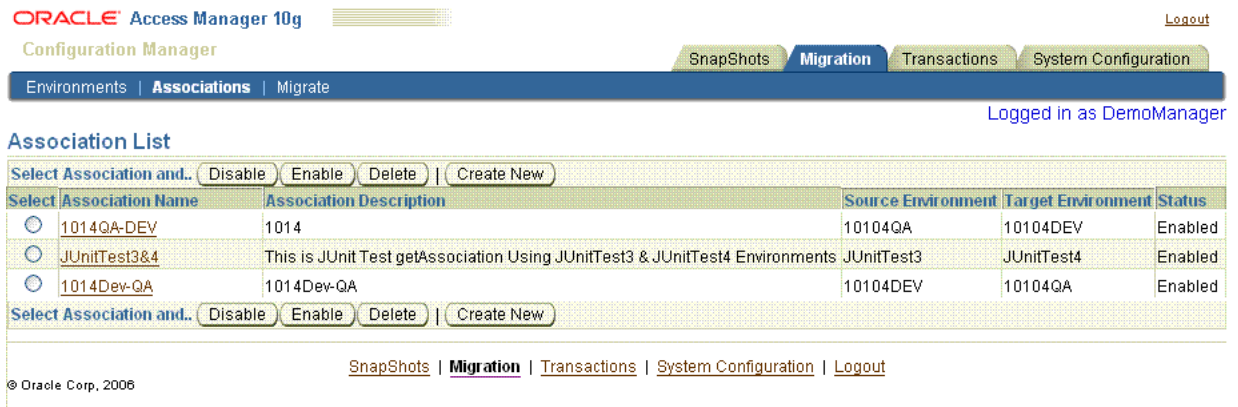 ORACLE Access Manager 10g
Logout
Configuration Manager
SnapShots Migration Transactions System Configuration
Environments | Associations | Migrate
Logged in as DemoManager
Association List
Select Association and.. Disable Enable Delete | Create New
Select Association Name Association Description Source Environment Target Environment Status
1014QA-DEV 1014 10104QA 10104DEV Enabled
JUnitTest3&4 This is JUnit Test getAssociation Using JUnitTest3 & JUnitTest4 Environments JUnitTest3 JUnitTest4 Enabled
1014Dev-QA 1014Dev-QA 10104DEV 10104QA Enabled
Select Association and.. Disable Enable Delete | Create New
SnapShots | Migration | Transactions | System Configuration | Logout
© Oracle Corp, 2006